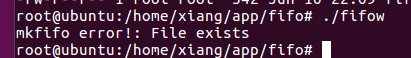 root@ubuntu:/home/xiang/app/fifo# ./fifow
mkfifo error!: File exists
root@ubuntu:/home/xiang/app/fifo#